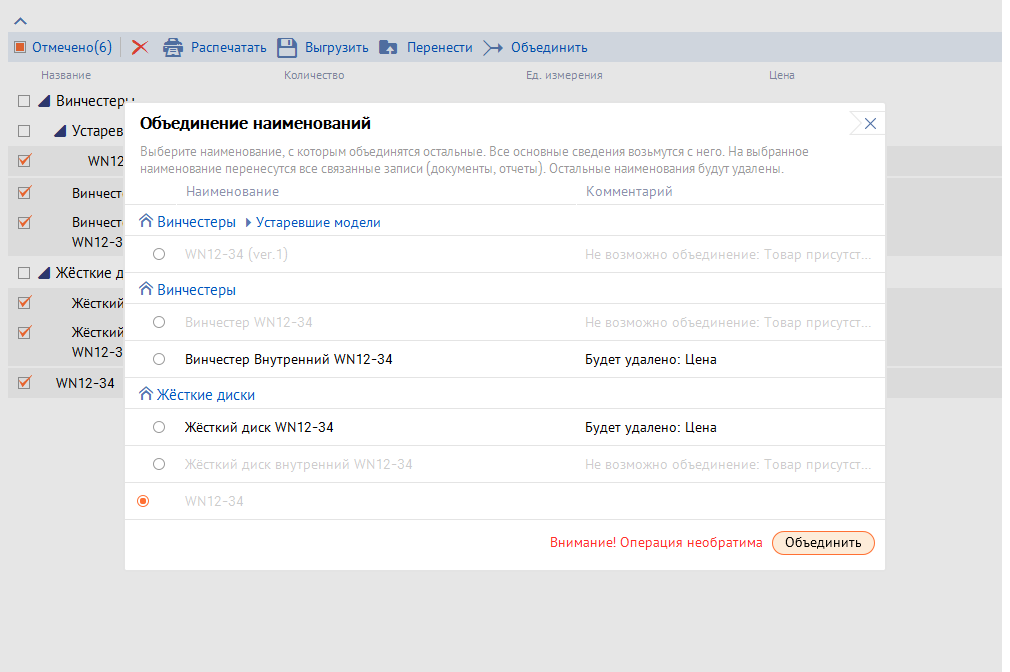 Отмечено(6) Распечатать Выгрузить Перенести Объединить
Название Количество Ед. измерения Цена
Винчестеры
Устарев
WN12
Винчест
Винчест
WN12-3
Жёсткие д
Жёсткий
Жёсткий
WN12-3
WN12-34
Объединение наименований
Выберите наименование, с которым объединятся остальные. Все основные сведения возьмутся с него. На выбранное
наименование перенесутся все связанные записи (документы, отчеты). Остальные наименования будут удалены.
Наименование Комментарий
Винчестеры Устаревшие модели
WN12-34 (ver.1) Не возможно объединение: Товар присутст...
Винчестеры
Винчестер WN12-34 Не возможно объединение: Товар присутст...
Винчестер Внутренний WN12-34 Будет удалено: Цена
Жёсткие диски
Жёсткий диск WN12-34 Будет удалено: Цена
Жёсткий диск внутренний WN12-34 Не возможно объединение: Товар присутст...
WN12-34
Внимание! Операция необратима Объединить